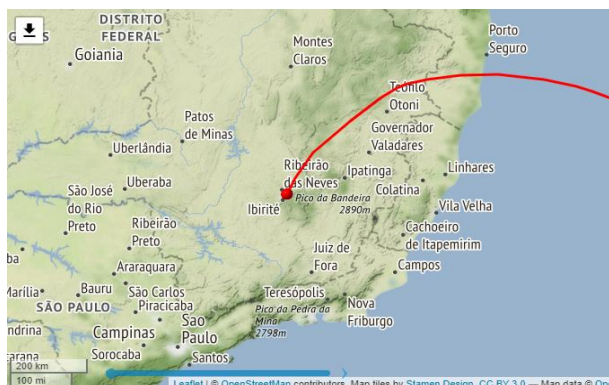 DISTRITO
FEDERAL
Goiania
Montes
Claros
Porto
Seguro
Teófilo
Otoni
Patos
de Minas
Governador
Valadares
Uberlândia
Ribeirão
das Neves
Ipatinga
Linhares
Uberaba
São José
do Rio
Preto
Pico da Bandeira
2890m
Colatina
Ibirité
Vila Velha
Ribeirão
Preto
Cachoeiro
de Itapemirim
Juiz de
Fora
Araraquara
Campos
São Carlos
Teresópolis
Marília
Bauru
Piracicaba
Nova
Friburgo
SÃO PAULO
Pico da Pedra da
Mina
2798m
Campinas
Sao
Paulo
Sorocaba
Santos
200 km
100 mi
Leaflet | © OpenStreetMap contributors, Map tiles by Stamen Design, CC BY 3.0 — Map data ©